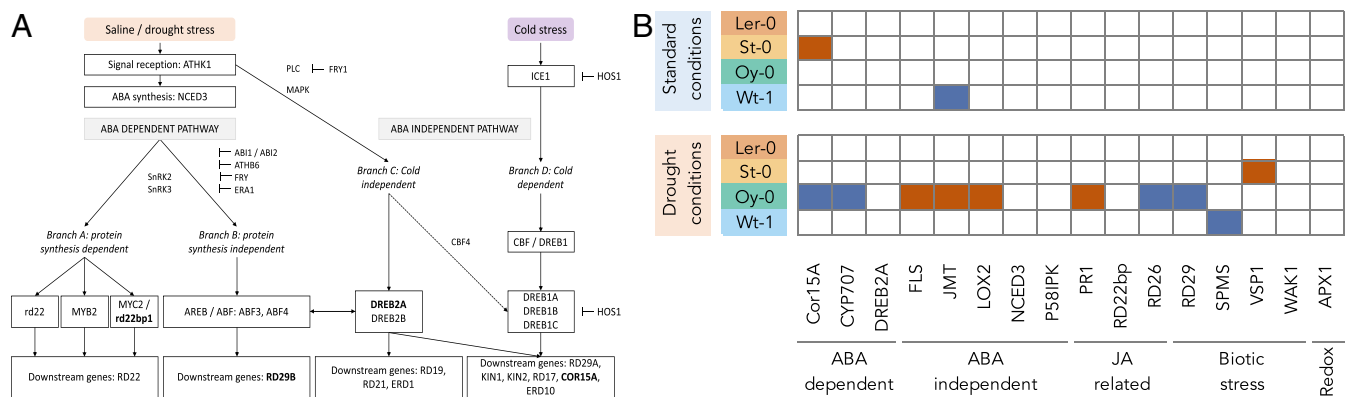 A
Saline / drought stress
Cold stress
Signal reception: ATHK1
PLC
FRY1
MAPK
ICE1
HOS1
ABA synthesis: NCED3
ABA DEPENDENT PATHWAY
ABA INDEPENDENT PATHWAY
ABI1 / ABI2
ATHB6
FRY
ERA1
SnRK2
SnRK3
Branch C: Cold
independent
Branch D: Cold
dependent
Branch A: protein
synthesis dependent
Branch B: protein
synthesis independent
CBF4
CBF / DREB1
rd22
MYB2
MYC2 /
rd22bp1
AREB / ABF: ABF3, ABF4
DREB2A
DREB2B
DREB1A
DREB1B
DREB1C
HOS1
Downstream genes: RD22
Downstream genes: RD29B
Downstream genes: RD19,
RD21, ERD1
Downstream genes: RD29A,
KIN1, KIN2, RD17, COR15A,
ERD10
B
Standard
conditions
Ler-0
St-0
Oy-0
Wt-1
Drought
conditions
Ler-0
St-0
Oy-0
Wt-1
Cor15A
CYP707
DREB2A
FLS
JMT
LOX2
NCED3
P58IPK
PR1
RD22bp
RD26
RD29
SPMS
VSP1
WAK1
APX1
ABA
dependent
ABA
independent
JA
related
Biotic
stress
Redox